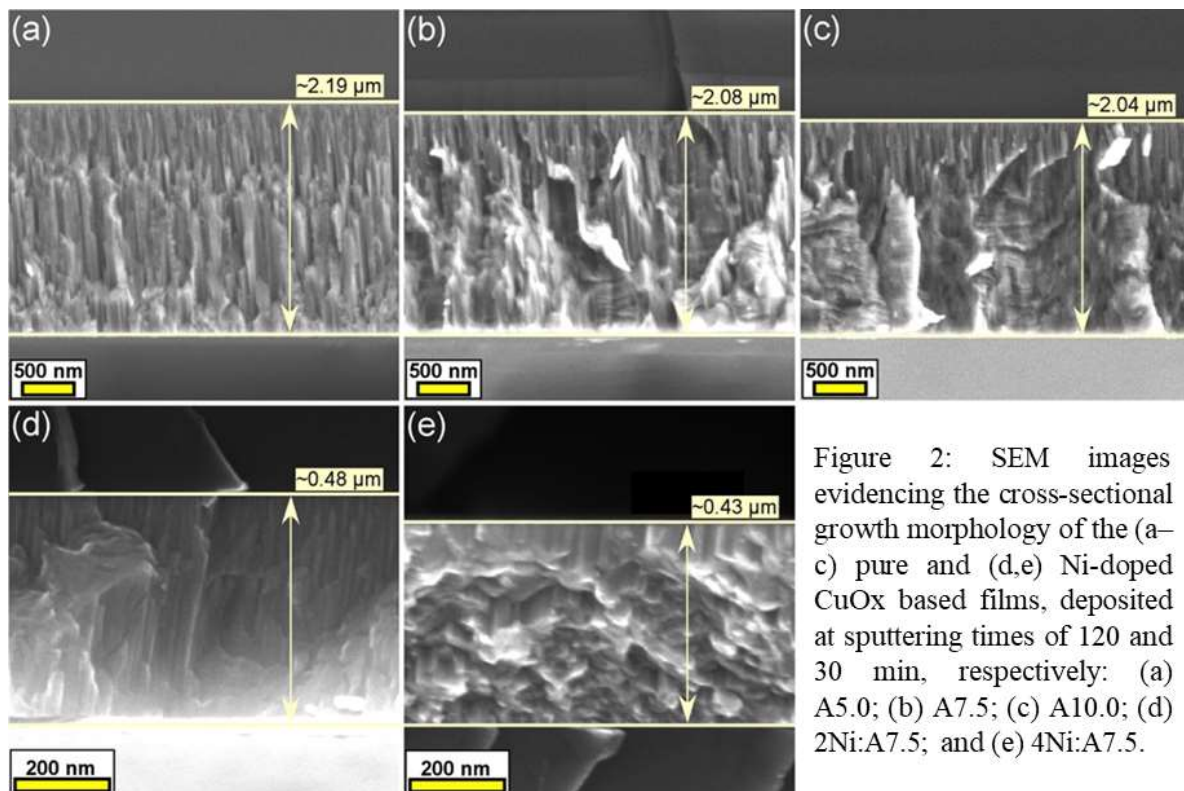 (a)
~2.19 µm
500 nm
(b)
~2.08 µm
500 nm
(c)
~2.04 µm
500 nm
(d)
~0.48 µm
200 nm
(e)
~0.43 µm
200 nm
Figure 2: SEM images
evidencing the cross-sectional
growth morphology of the (a–
c) pure and (d,e) Ni-doped
CuOx based films, deposited
at sputtering times of 120 and
30 min, respectively: (a)
A5.0; (b) A7.5; (c) A10.0; (d)
2Ni:A7.5; and (e) 4Ni:A7.5.